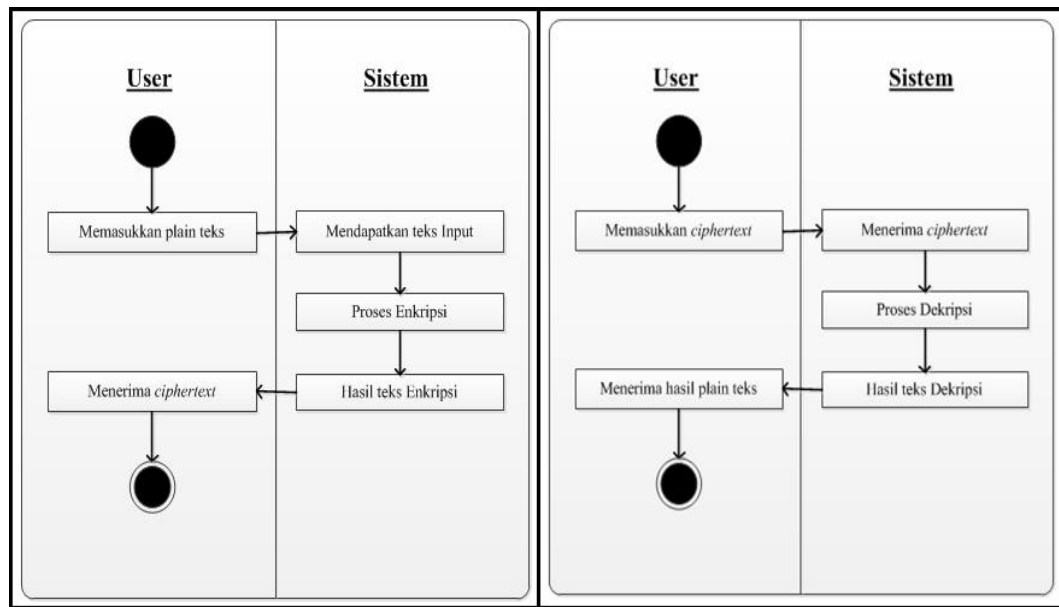 User
Sistem
Memasukkan plain teks
Mendapatkan teks Input
Proses Enkripsi
Menerima ciphertext
Hasil teks Enkripsi
User
Sistem
Memasukkan ciphertext
Menerima ciphertext
Proses Dekripsi
Menerima hasil plain teks
Hasil teks Dekripsi